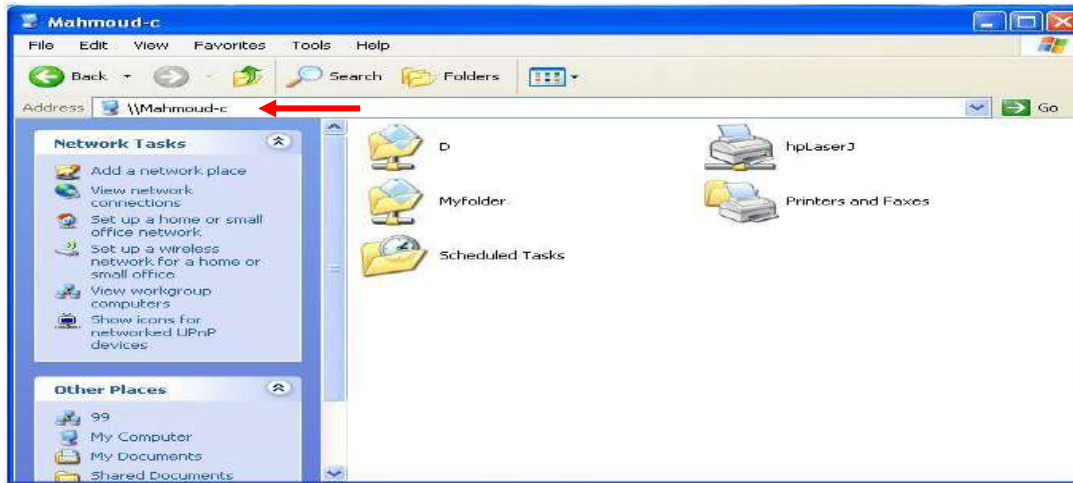 Mahmoud-c
File Edit View Favorites Tools Help
Back Search Folders
Address \\Mahmoud-c Go
Network Tasks
Add a network place
View network
connections
Set up a home or small
office network
Set up a wireless
network for a home or
small office
View workgroup
computers
Show icons for
networked UPnP
devices
Other Places
99
My Computer
My Documents
Shared Documents
D
hpLaserJ
Myfolder
Printers and Faxes
Scheduled Tasks